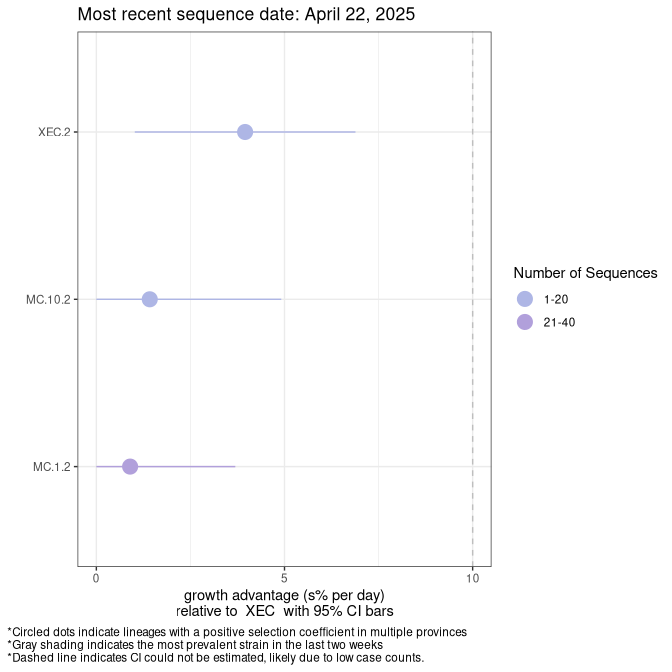 Most recent sequence date: April 22, 2025
XEC.2
MC.10.2
MC.1.2
0
5
10
growth advantage (s% per day)
relative to XEC with 95% CI bars
Number of Sequences
1-20
21-40
*Circled dots indicate lineages with a positive selection coefficient in multiple provinces
*Gray shading indicates the most prevalent strain in the last two weeks
*Dashed line indicates CI could not be estimated, likely due to low case counts.